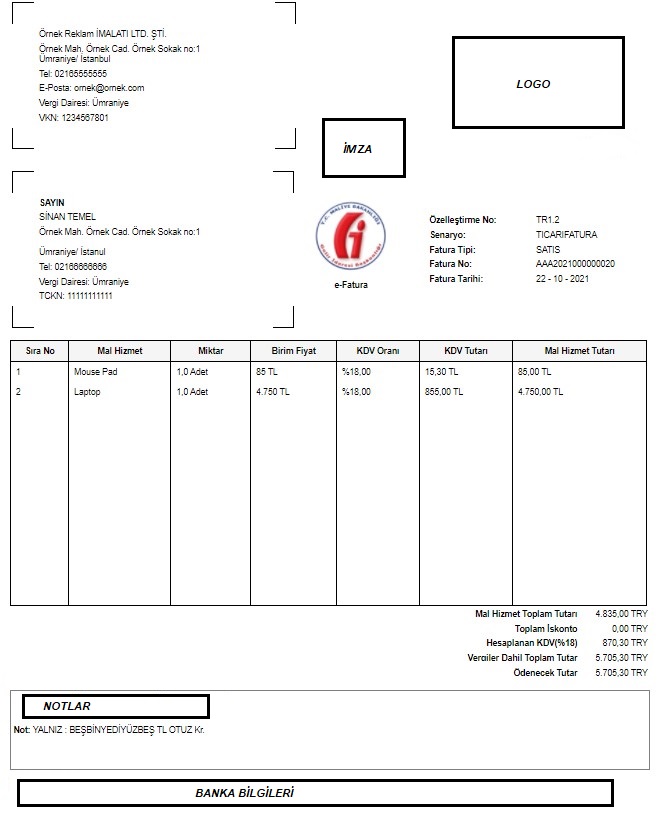 Örnek Reklam İMALATI LTD. ŞTİ.
Örnek Mah. Örnek Cad. Örnek Sokak no:1
Ümraniye/ İstanbul
Tel: 02165555555
E-Posta: ornek@ornek.com
Vergi Dairesi: Ümraniye
VKN: 1234567801
LOGO
İMZA
SAYIN
SİNAN TEMEL
Örnek Mah. Örnek Cad. Örnek Sokak no:1
Ümraniye/ İstanul
Tel: 02166666666
Vergi Dairesi: Ümraniye
TCKN: 11111111111
T.C. MALİYE BAKANLIĞI
Gelir İdaresi Başkanlığı
e-Fatura
Özelleştirme No: TR1.2
Senaryo: TICARIFATURA
Fatura Tipi: SATIS
Fatura No: AAA2021000000020
Fatura Tarihi: 22 - 10 - 2021
Sıra No Mal Hizmet Miktar Birim Fiyat KDV Oranı KDV Tutarı Mal Hizmet Tutarı
1 Mouse Pad 1,0 Adet 85 TL %18,00 15,30 TL 85,00 TL
2 Laptop 1,0 Adet 4.750 TL %18,00 855,00 TL 4.750,00 TL
Mal Hizmet Toplam Tutarı 4.835,00 TRY
Toplam İskonto 0,00 TRY
Hesaplanan KDV(%18) 870,30 TRY
Vergiler Dahil Toplam Tutar 5.705,30 TRY
Ödenecek Tutar 5.705,30 TRY
NOTLAR
Not: YALNIZ : BEŞBİNYEDİYÜZBEŞ TL OTUZ Kr.
BANKA BİLGİLERİ